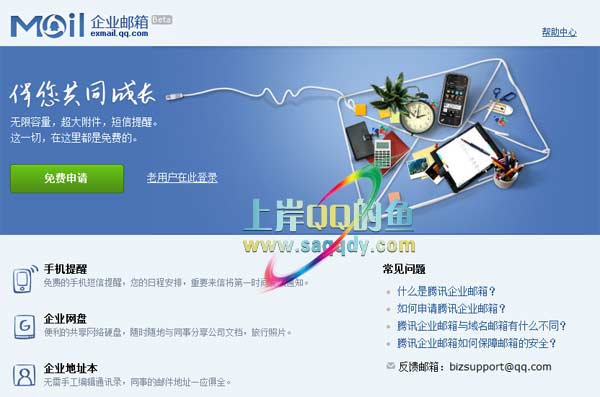 Mail 企业邮箱 Beta
exmail.qq.com
帮助中心
伴您共同成长
无限容量，超大附件，短信提醒。
这一切，在这里都是免费的。
免费申请 老用户在此登录
上岸QQ的鱼
www.saqqdy.com
手机提醒
免费的手机短信提醒，您的日程安排，重要来信将第一时间 通知。
企业网盘
便利的共享网络硬盘，随时随地与同事分享公司文档，旅行照片。
企业地址本
无需手工编辑通讯录，同事的邮件地址一应俱全。
常见问题
什么是腾讯企业邮箱？
如何申请腾讯企业邮箱？
腾讯企业邮箱与域名邮箱有什么不同？
腾讯企业邮箱如何保障邮箱的安全？
反馈邮箱：bizsupport@qq.com